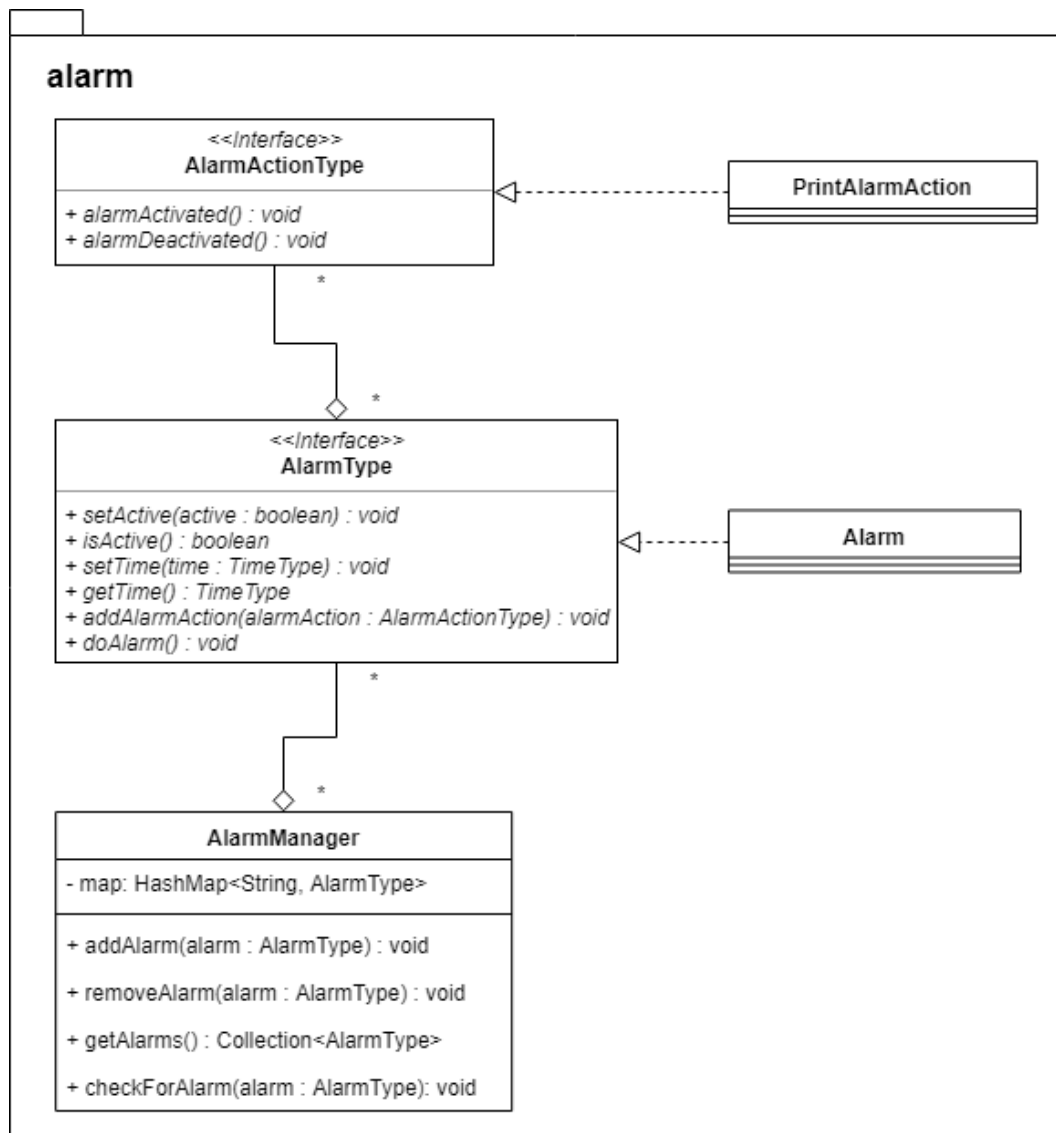 alarm
<<Interface>>
AlarmActionType
+ alarmActivated() : void
+ alarmDeactivated() : void
PrintAlarmAction
*
*
<<Interface>>
AlarmType
+ setActive(active : boolean) : void
+ isActive() : boolean
+ setTime(time : TimeType) : void
+ getTime() : TimeType
+ addAlarmAction(alarmAction : AlarmActionType) : void
+ doAlarm() : void
Alarm
*
*
AlarmManager
- map: HashMap<String, AlarmType>
+ addAlarm(alarm : AlarmType) : void
+ removeAlarm(alarm : AlarmType) : void
+ getAlarms() : Collection<AlarmType>
+ checkForAlarm(alarm : AlarmType): void